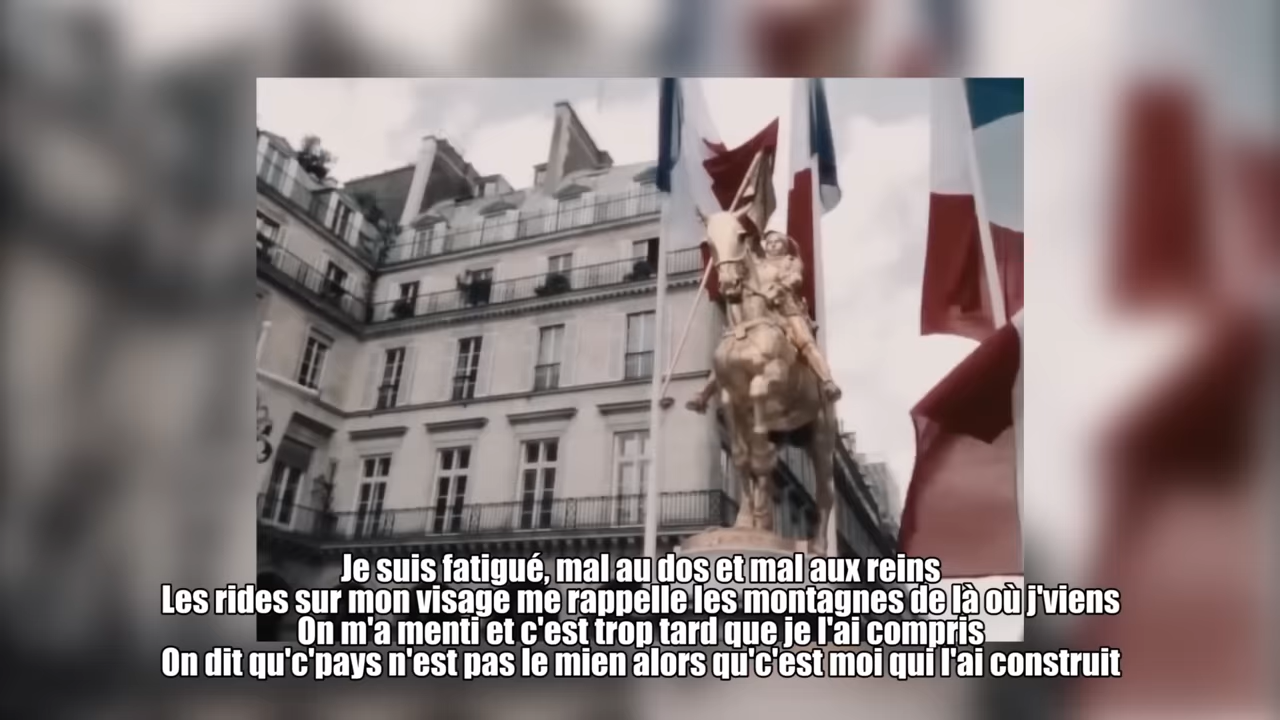 Je suis fatigué, mal au dos et mal aux reins
Les rides sur mon visage me rappelle les montagnes de là où j'viens
On m'a menti et c'est trop tard que je l'ai compris
On dit qu'c'pays n'est pas le mien alors qu'c'est moi qui l'ai construit